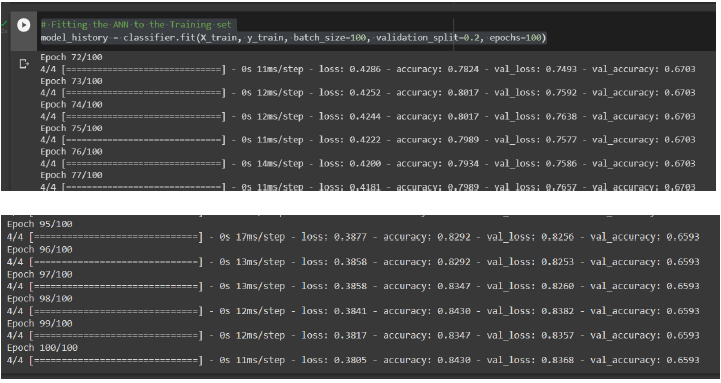 # Fitting the ANN to the Training set
model_history = classifier.fit(X_train, y_train, batch_size=100, validation_split=0.2, epochs=100)
Epoch 72/100
4/4 [==============================] - 0s 11ms/step - loss: 0.4286 - accuracy: 0.7824 - val_loss: 0.7493 - val_accuracy: 0.6703
Epoch 73/100
4/4 [==============================] - 0s 12ms/step - loss: 0.4252 - accuracy: 0.8017 - val_loss: 0.7592 - val_accuracy: 0.6703
Epoch 74/100
4/4 [==============================] - 0s 12ms/step - loss: 0.4244 - accuracy: 0.8017 - val_loss: 0.7638 - val_accuracy: 0.6703
Epoch 75/100
4/4 [==============================] - 0s 11ms/step - loss: 0.4222 - accuracy: 0.7989 - val_loss: 0.7577 - val_accuracy: 0.6703
Epoch 76/100
4/4 [==============================] - 0s 14ms/step - loss: 0.4200 - accuracy: 0.7934 - val_loss: 0.7586 - val_accuracy: 0.6703
Epoch 77/100
4/4 [==============================] - 0s 11ms/step - loss: 0.4181 - accuracy: 0.7989 - val_loss: 0.7657 - val_accuracy: 0.6703
Epoch 95/100
4/4 [==============================] - 0s 17ms/step - loss: 0.3877 - accuracy: 0.8292 - val_loss: 0.8256 - val_accuracy: 0.6593
Epoch 96/100
4/4 [==============================] - 0s 13ms/step - loss: 0.3858 - accuracy: 0.8292 - val_loss: 0.8253 - val_accuracy: 0.6593
Epoch 97/100
4/4 [==============================] - 0s 13ms/step - loss: 0.3858 - accuracy: 0.8347 - val_loss: 0.8260 - val_accuracy: 0.6593
Epoch 98/100
4/4 [==============================] - 0s 12ms/step - loss: 0.3841 - accuracy: 0.8430 - val_loss: 0.8382 - val_accuracy: 0.6593
Epoch 99/100
4/4 [==============================] - 0s 12ms/step - loss: 0.3817 - accuracy: 0.8347 - val_loss: 0.8357 - val_accuracy: 0.6593
Epoch 100/100
4/4 [==============================] - 0s 11ms/step - loss: 0.3805 - accuracy: 0.8430 - val_loss: 0.8368 - val_accuracy: 0.6593